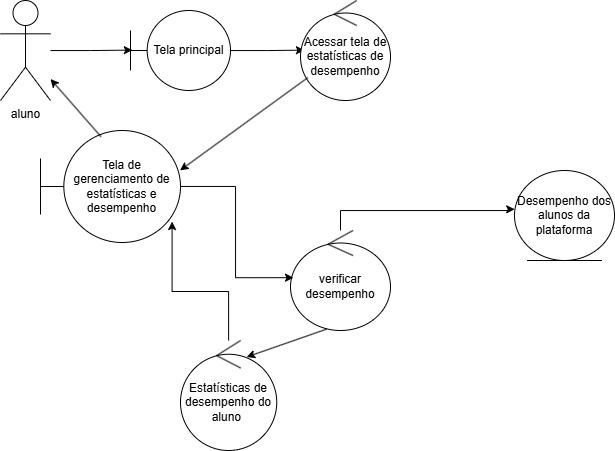 aluno
Tela principal
Acessar tela de
estatísticas de
desempenho
Tela de
gerenciamento de
estatísticas e
desempenho
Desempenho dos
alunos da
plataforma
verificar
desempenho
Estatísticas de
desempenho do
aluno